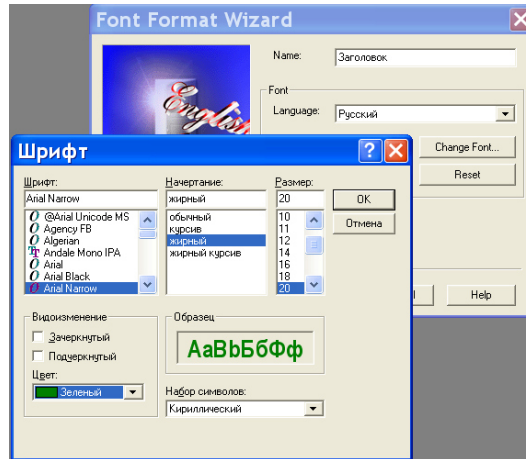 Font Format Wizard
Name: Заголовок
Font
Language: Русский
English
Change Font...
Reset
Help
Шрифт
Шрифт:
Arial Narrow
@Arial Unicode MS
Agency FB
Algerian
Andale Mono IPA
Arial
Arial Black
Arial Narrow
Начертание:
жирный
обычный
курсив
жирный
жирный курсив
Размер:
20
10
11
12
14
16
18
20
OK
Отмена
Видоизменение
Зачеркнутый
Подчеркнутый
Цвет:
Зеленый
Образец
АаBbБбФф
Набор символов:
Кириллический